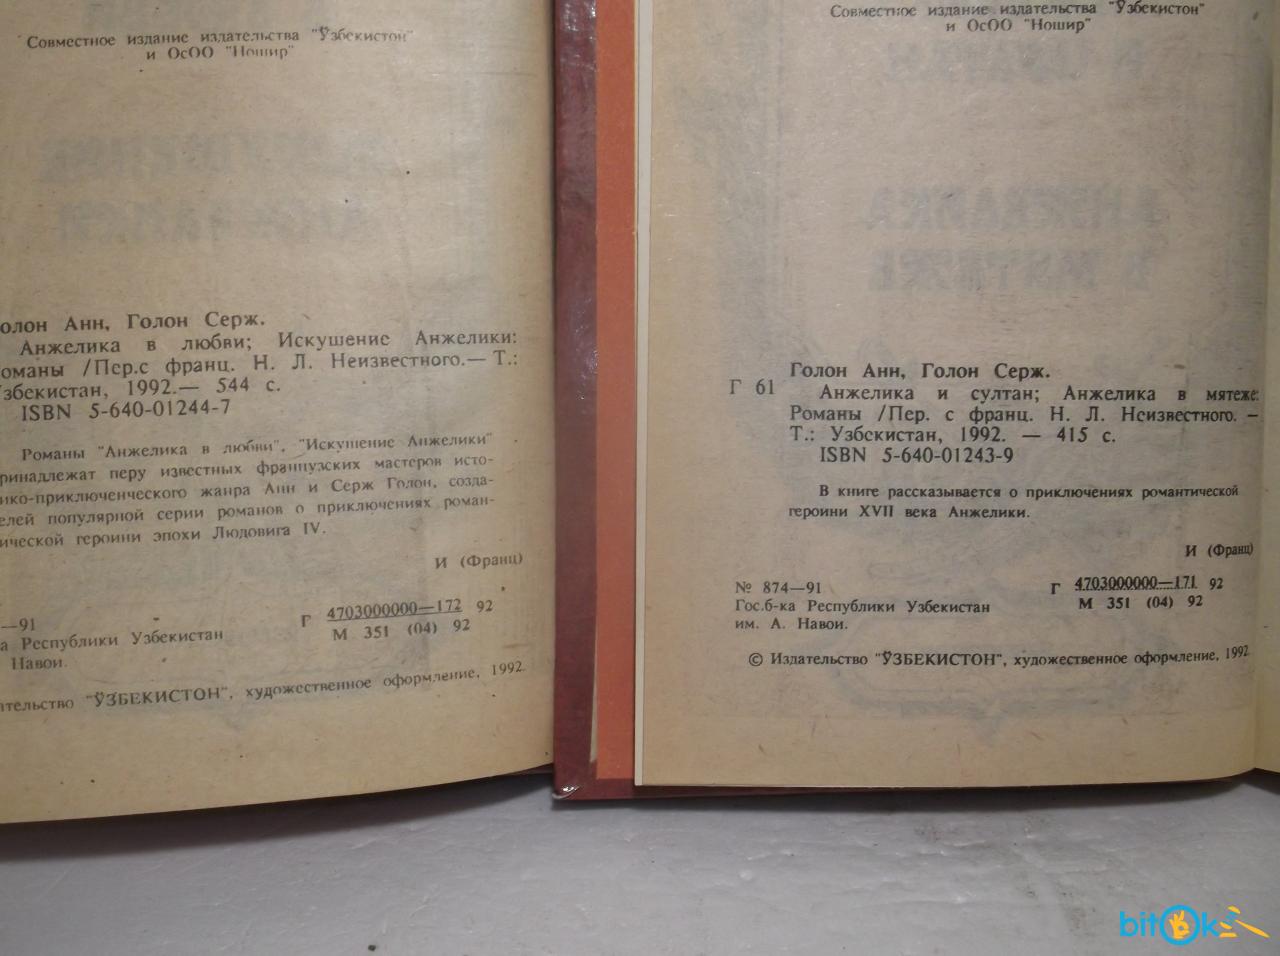 Совместное издание издательства "Ўзбекистон"
и ОсОО "Ношир"
олон Анн, Голон Серж.
Анжелика в любви; Искушение Анжелики:
оманы /Пер.с франц. Н. Л. Неизвестного.— Т.:
збекистан, 1992.— 544 с.
ISBN 5-640-01244-7
Романы "Анжелика в любви", "Искушение Анжелики"
ринадлежат перу известных французских мастеров исто-
ико-приключенческого жанра Анн и Серж Голон, созда-
елей популярной серии романов о приключениях роман-
ической героини эпохи Людовига IV.
И (Франц)
Г 4703000000—172 92
М 351 (04) 92
—91
а Республики Узбекистан
Навои.
ательство "ЎЗБЕКИСТОН", художественное оформление, 1992.
Совместное издание издательства "Ўзбекистон"
и ОсОО "Ношир"
Голон Анн, Голон Серж.
Г 61
Анжелика и султан; Анжелика в мятеже:
Романы /Пер. с франц. Н. Л. Неизвестного. —
Т.: Узбекистан, 1992. — 415 с.
ISBN 5-640-01243-9
В книге рассказывается о приключениях романтической
героини XVII века Анжелики.
И (Франц)
№ 874—91
Гос.б-ка Республики Узбекистан
им. А. Навои.
Г 4703000000—171 92
М 351 (04) 92
© Издательство "ЎЗБЕКИСТОН", художественное оформление, 1992.
bitOk